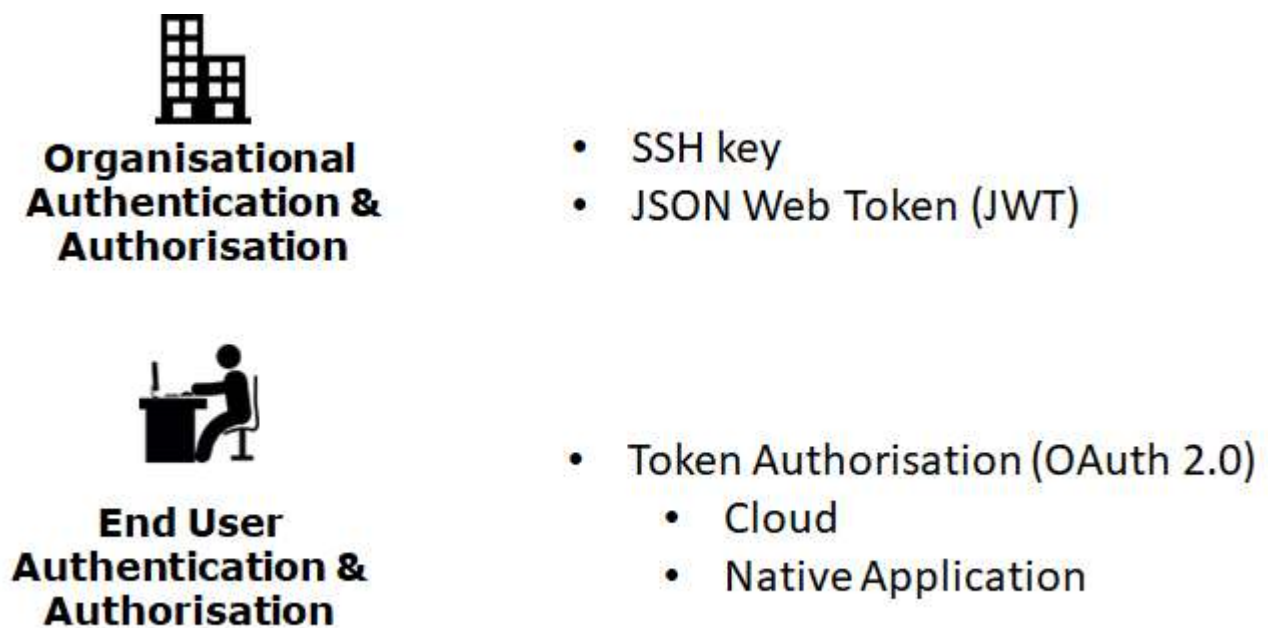 Organisational
Authentication &
Authorisation
• SSH key
• JSON Web Token (JWT)
End User
Authentication &
Authorisation
• Token Authorisation (OAuth 2.0)
• Cloud
• Native Application